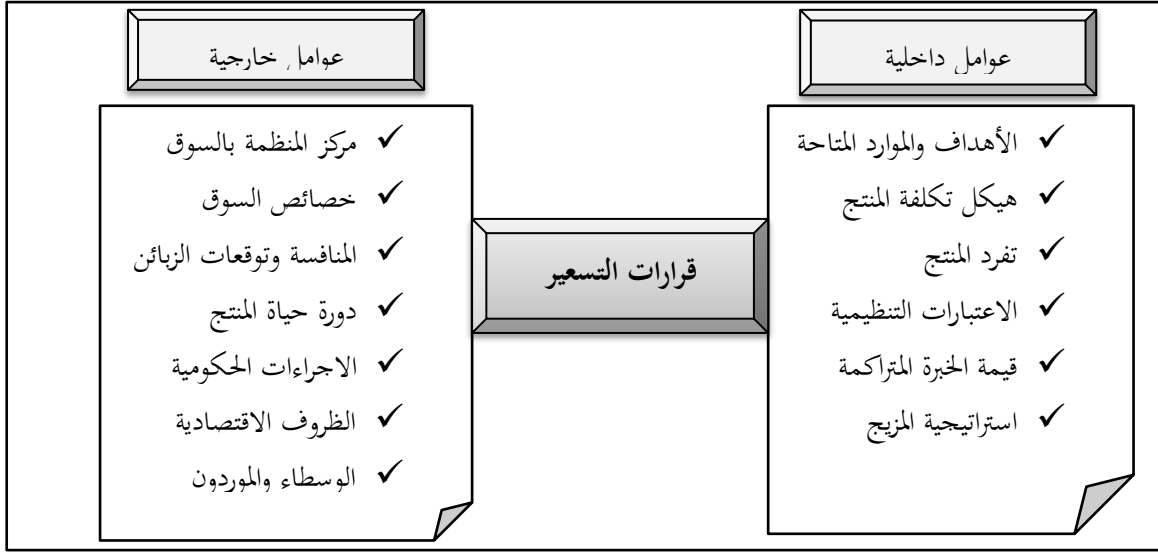 عوامل داخلية
الأهداف والموارد المتاحة
هيكل تكلفة المنتج
تفرد المنتج
الاعتبارات التنظيمية
قيمة الخبرة المتراكمة
استراتيجية المزيج
قرارات التسعير
عوامل خارجية
مركز المنظمة بالسوق
خصائص السوق
المنافسة وتوقعات الزبائن
دورة حياة المنتج
الاجراءات الحكومية
الظروف الاقتصادية
الوسطاء والموردون